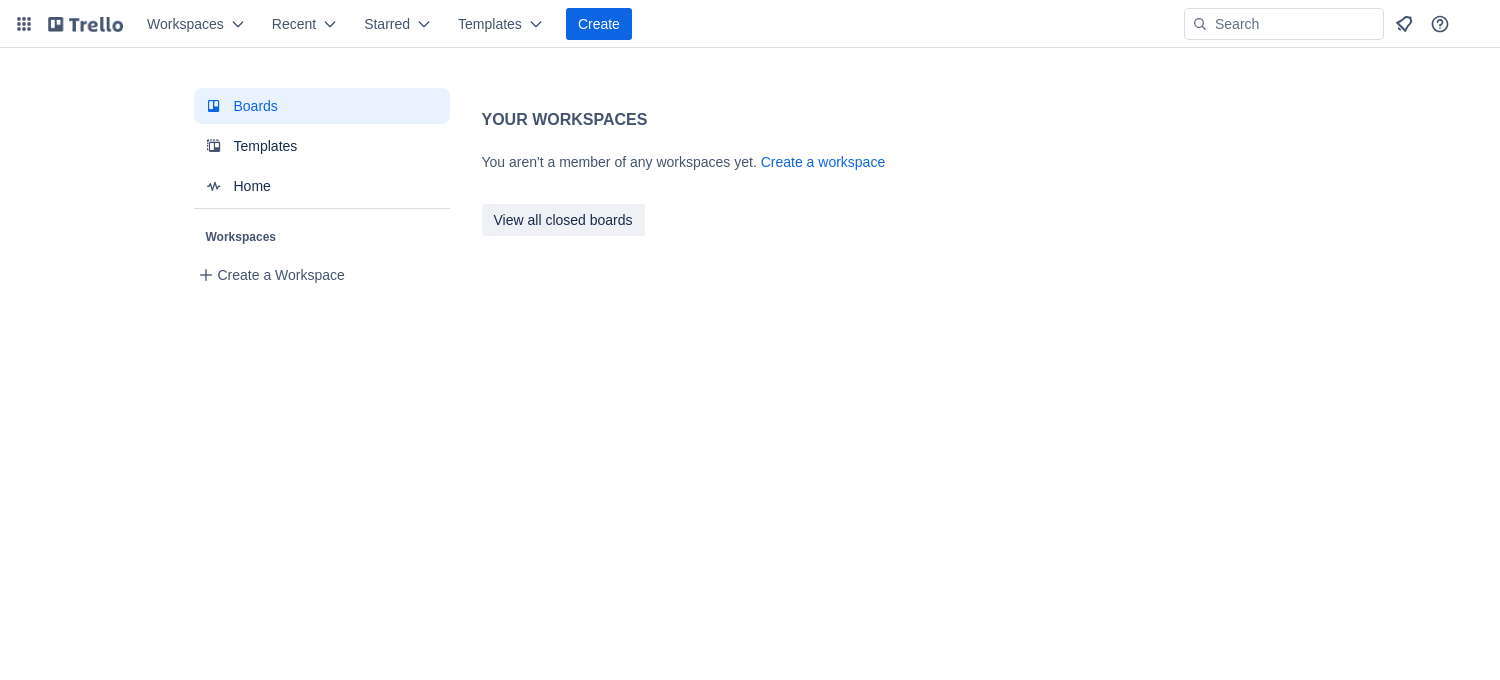 Trello
Workspaces
Recent
Starred
Templates
Create
Search
Boards
Templates
Home
Workspaces
Create a Workspace
YOUR WORKSPACES
You aren't a member of any workspaces yet. Create a workspace
View all closed boards